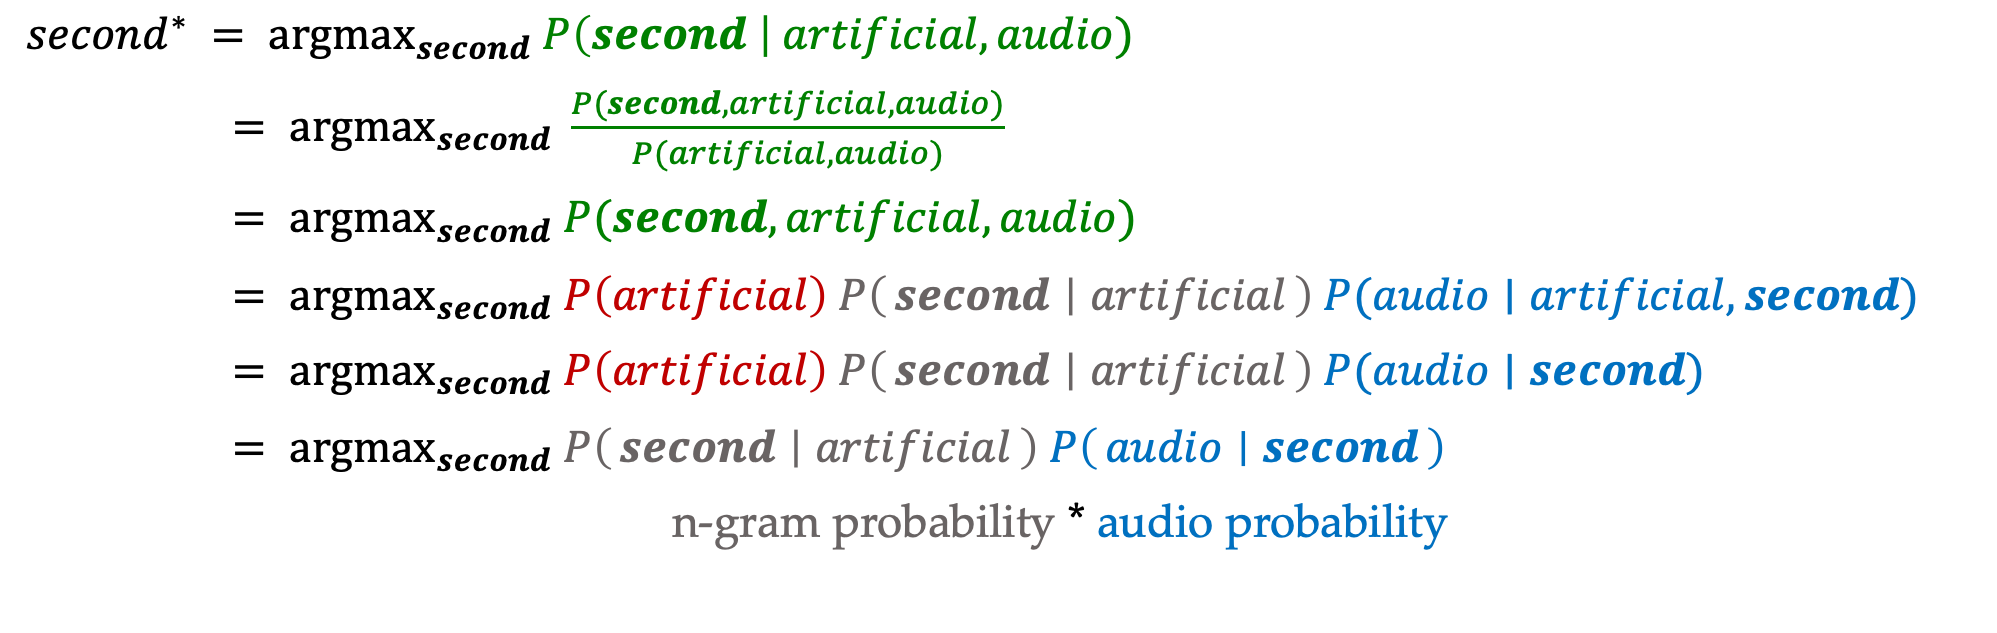 second* = argmax_second P(second | artificial, audio)
= argmax_second P(second,artificial,audio) / P(artificial,audio)
= argmax_second P(second, artificial, audio)
= argmax_second P(artificial) P( second | artificial ) P(audio | artificial, second)
= argmax_second P(artificial) P( second | artificial ) P(audio | second)
= argmax_second P( second | artificial ) P( audio | second )
n-gram probability * audio probability